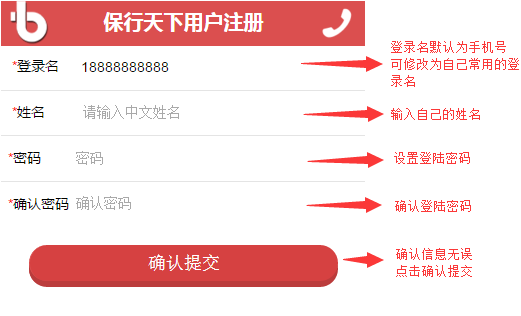 保行天下用户注册
*登录名 18888888888
登录名默认为手机号
可修改为自己常用的登
录名
*姓名 请输入中文姓名
输入自己的姓名
*密码 密码
设置登陆密码
*确认密码 确认密码
确认登陆密码
确认提交
确认信息无误
点击确认提交